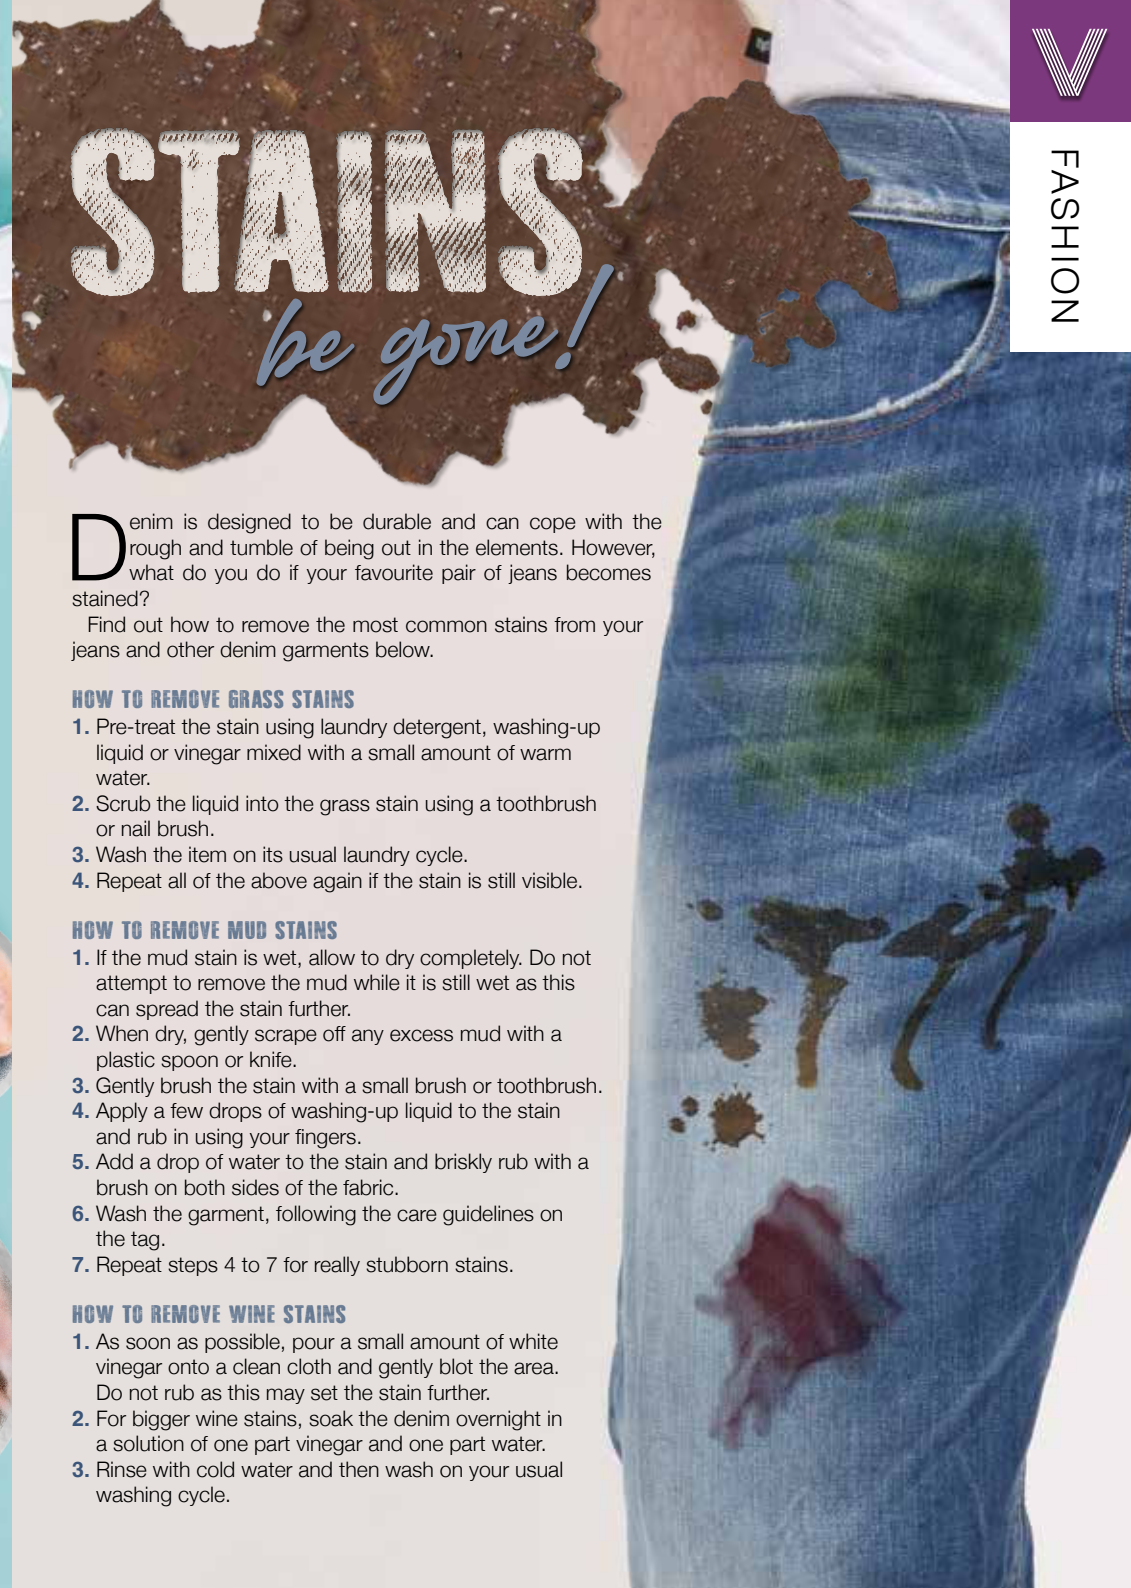 STAINS
be gone!
V
FASHION
Denim is designed to be durable and can cope with the
rough and tumble of being out in the elements. However,
what do you do if your favourite pair of jeans becomes
stained?
Find out how to remove the most common stains from your
jeans and other denim garments below.
HOW TO REMOVE GRASS STAINS
1. Pre-treat the stain using laundry detergent, washing-up
liquid or vinegar mixed with a small amount of warm
water.
2. Scrub the liquid into the grass stain using a toothbrush
or nail brush.
3. Wash the item on its usual laundry cycle.
4. Repeat all of the above again if the stain is still visible.
HOW TO REMOVE MUD STAINS
1. If the mud stain is wet, allow to dry completely. Do not
attempt to remove the mud while it is still wet as this
can spread the stain further.
2. When dry, gently scrape off any excess mud with a
plastic spoon or knife.
3. Gently brush the stain with a small brush or toothbrush.
4. Apply a few drops of washing-up liquid to the stain
and rub in using your fingers.
5. Add a drop of water to the stain and briskly rub with a
brush on both sides of the fabric.
6. Wash the garment, following the care guidelines on
the tag.
7. Repeat steps 4 to 7 for really stubborn stains.
HOW TO REMOVE WINE STAINS
1. As soon as possible, pour a small amount of white
vinegar onto a clean cloth and gently blot the area.
Do not rub as this may set the stain further.
2. For bigger wine stains, soak the denim overnight in
a solution of one part vinegar and one part water.
3. Rinse with cold water and then wash on your usual
washing cycle.